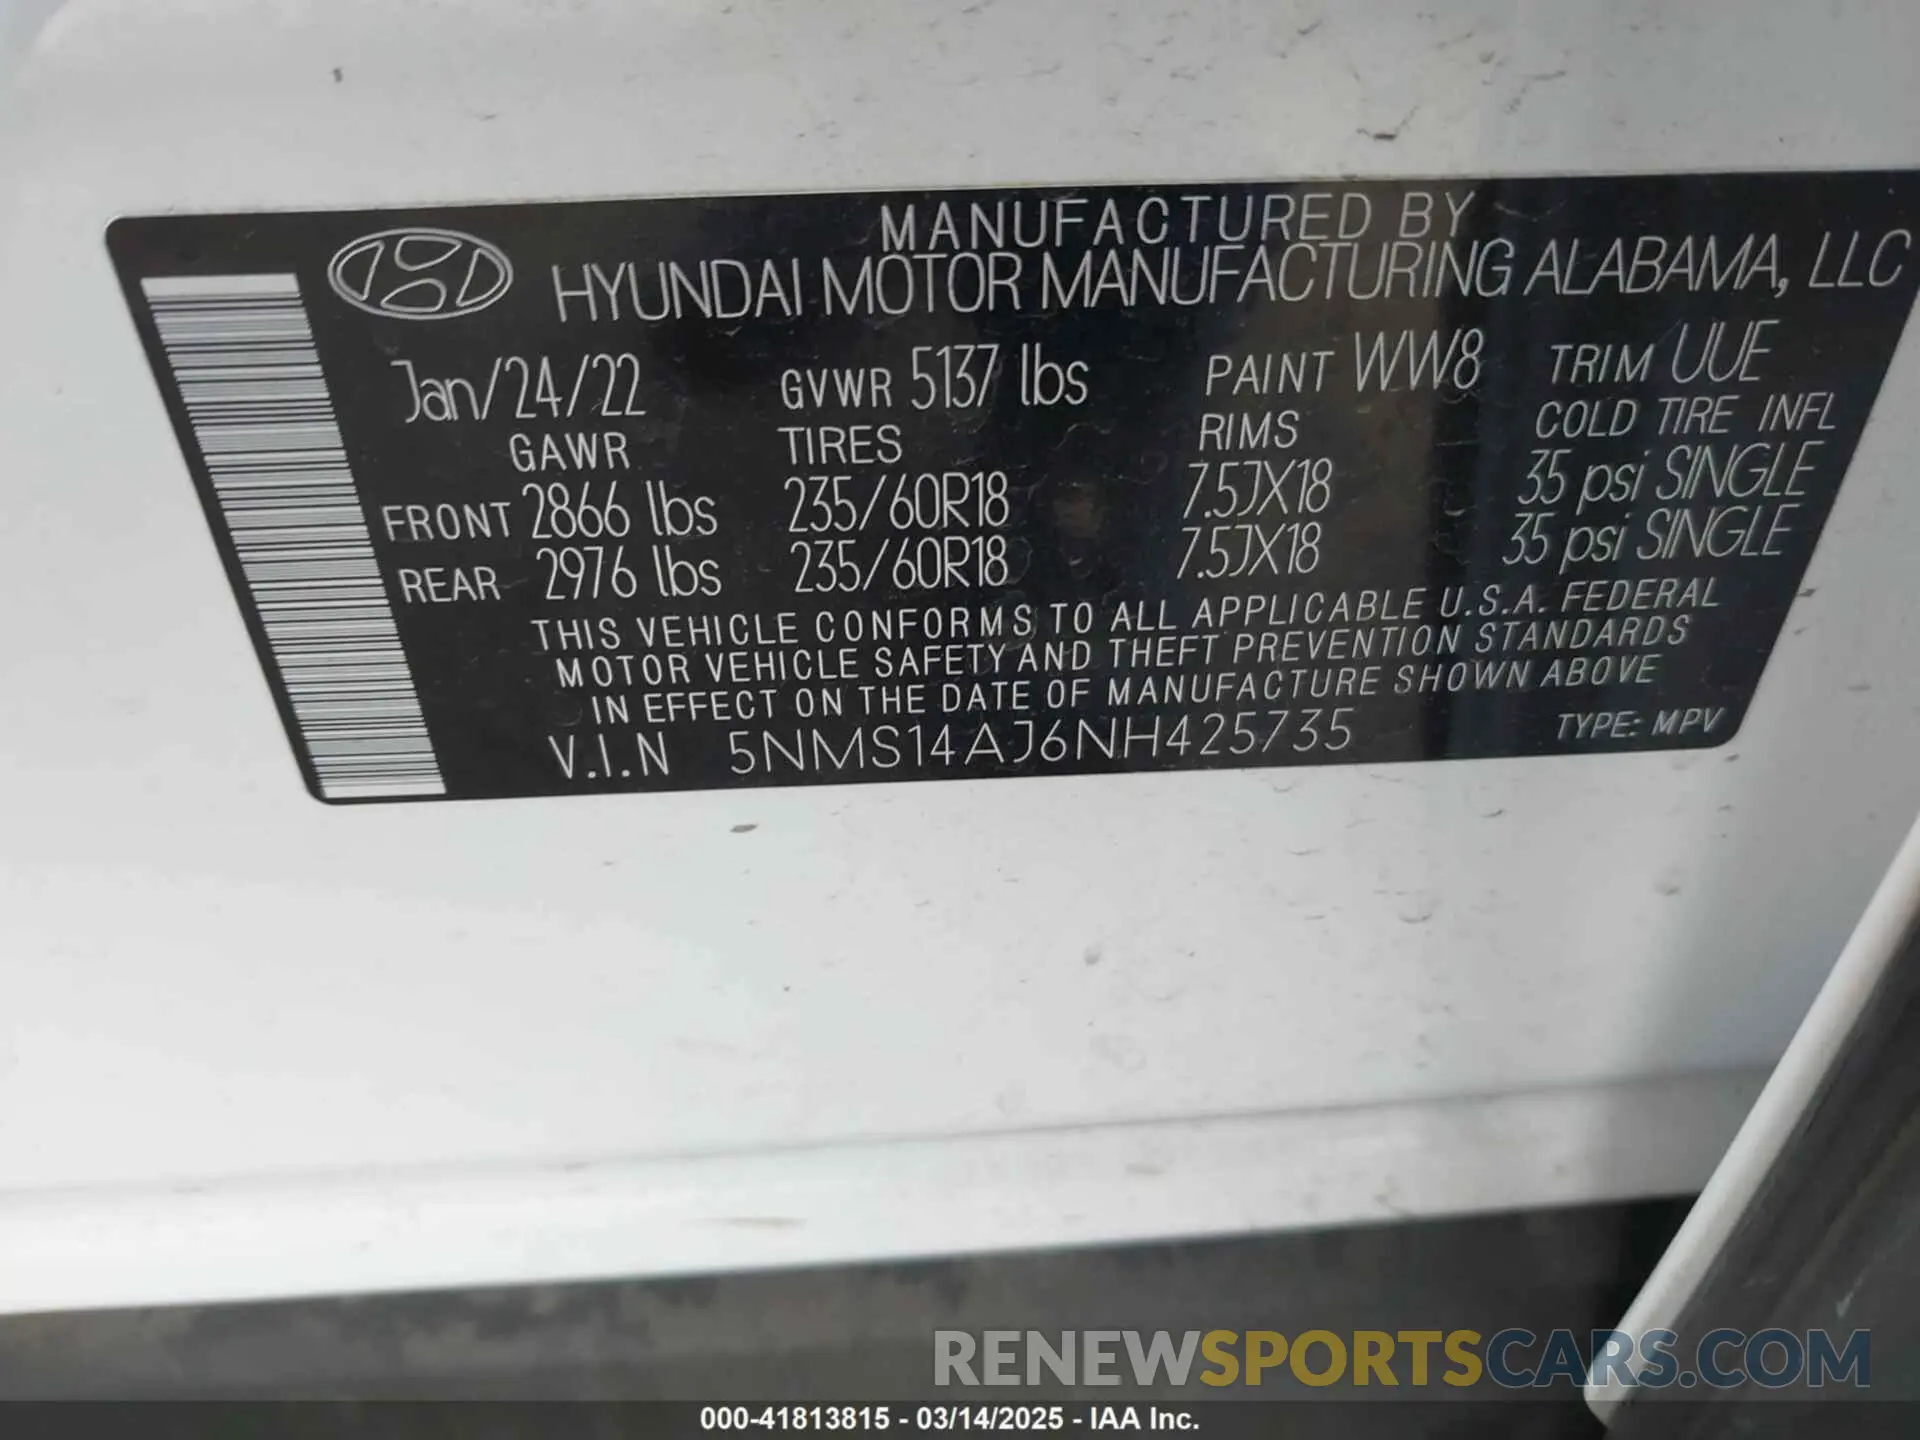 MANUFACTURED BY
HYUNDAI MOTOR MANUFACTURING ALABAMA, LLC
Jan/24/22 GVWR 5137 lbs PAINT WW8 TRIM UUE
GAWR TIRES RIMS COLD TIRE INFL
FRONT 2866 lbs 235/60R18 7.5JX18 35 psi SINGLE
REAR 2976 lbs 235/60R18 7.5JX18 35 psi SINGLE
THIS VEHICLE CONFORMS TO ALL APPLICABLE U.S.A. FEDERAL
MOTOR VEHICLE SAFETY AND THEFT PREVENTION STANDARDS
IN EFFECT ON THE DATE OF MANUFACTURE SHOWN ABOVE
V.I.N 5NMS14AJ6NH425735 TYPE: MPV
RENEWSPORTSCARS.COM
000-41813815 - 03/14/2025 - IAA Inc.